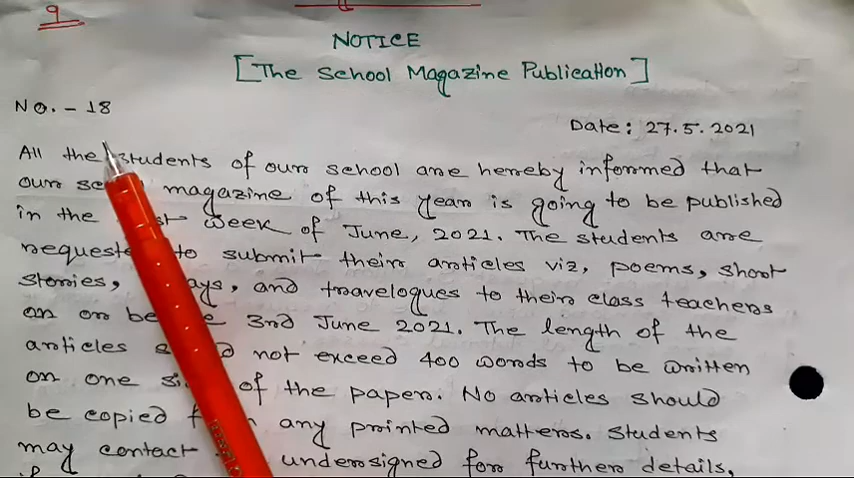 9
NOTICE
[The School Magazine Publication]
No. - 18
Date: 27.5.2021
All the students of our school are hereby informed that
our magazine of this year is going to be published
in the week of June, 2021. The students are
to submit their articles viz, poems, short
stories, and travelogues to their class teachers
on or 3rd June 2021. The length of the
articles not exceed 400 words to be written
on one of the paper. No articles should
be copied any printed matters. Students
may contact undersigned for further details,